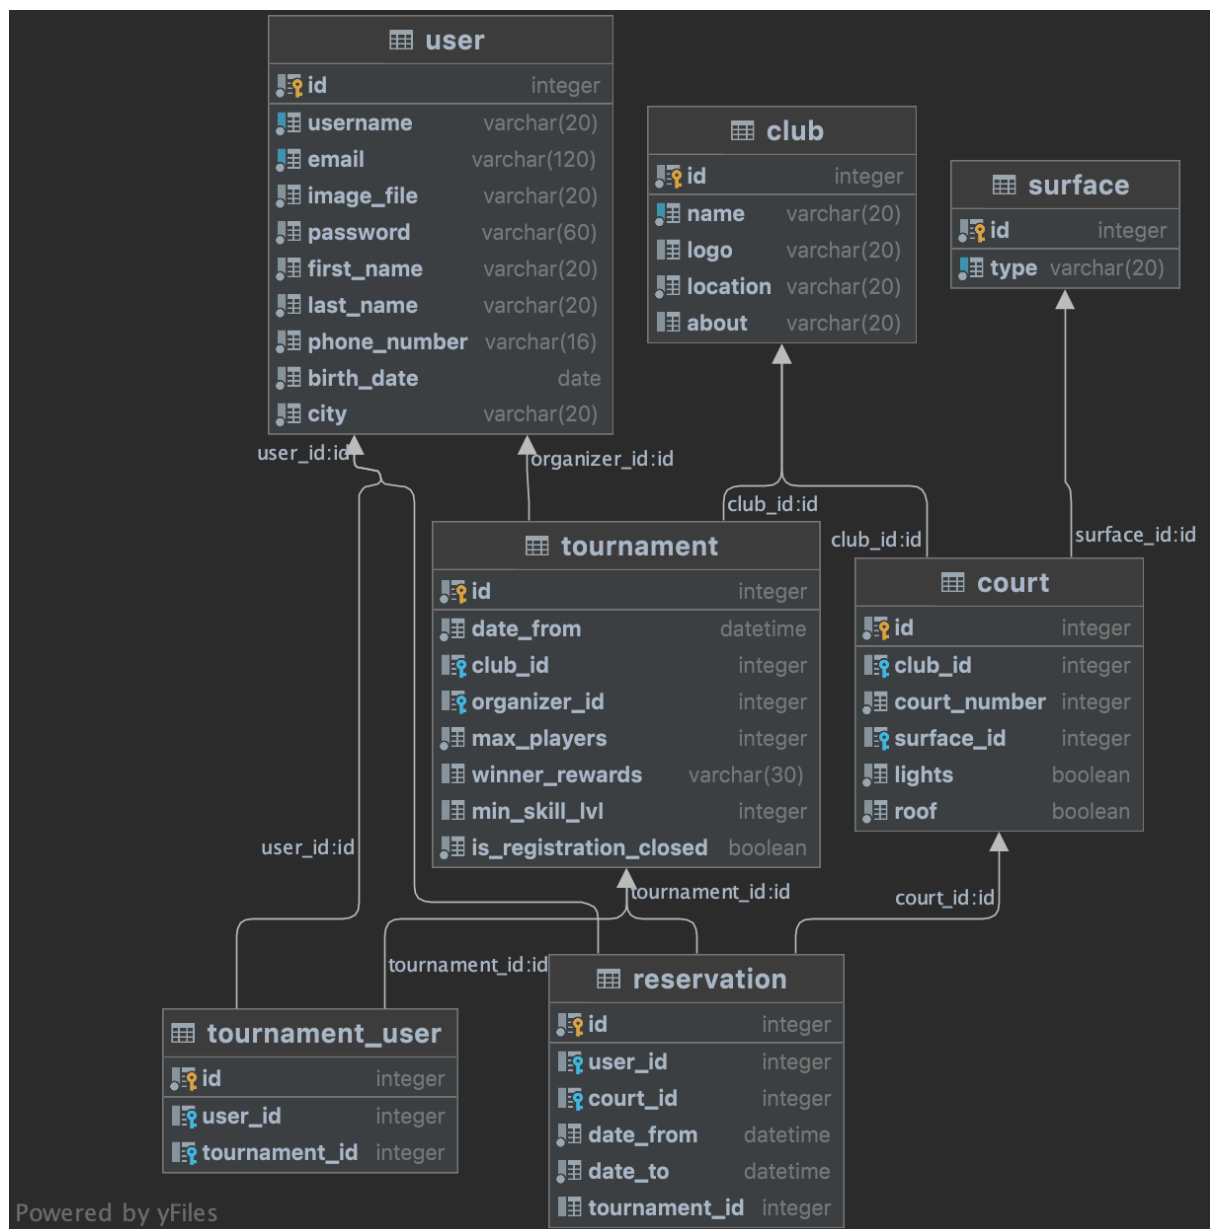 user
id integer
username varchar(20)
email varchar(120)
image_file varchar(20)
password varchar(60)
first_name varchar(20)
last_name varchar(20)
phone_number varchar(16)
birth_date date
city varchar(20)
club
id integer
name varchar(20)
logo varchar(20)
location varchar(20)
about varchar(20)
surface
id integer
type varchar(20)
user_id:id
organizer_id:id
club_id:id
club_id:id
surface_id:id
tournament
id integer
date_from datetime
club_id integer
organizer_id integer
max_players integer
winner_rewards varchar(30)
min_skill_lvl integer
is_registration_closed boolean
court
id integer
club_id integer
court_number integer
surface_id integer
lights boolean
roof boolean
user_id:id
tournament_id:id
court_id:id
tournament_id:id
tournament_user
id integer
user_id integer
tournament_id integer
reservation
id integer
user_id integer
court_id integer
date_from datetime
date_to datetime
tournament_id integer
Powered by yFiles